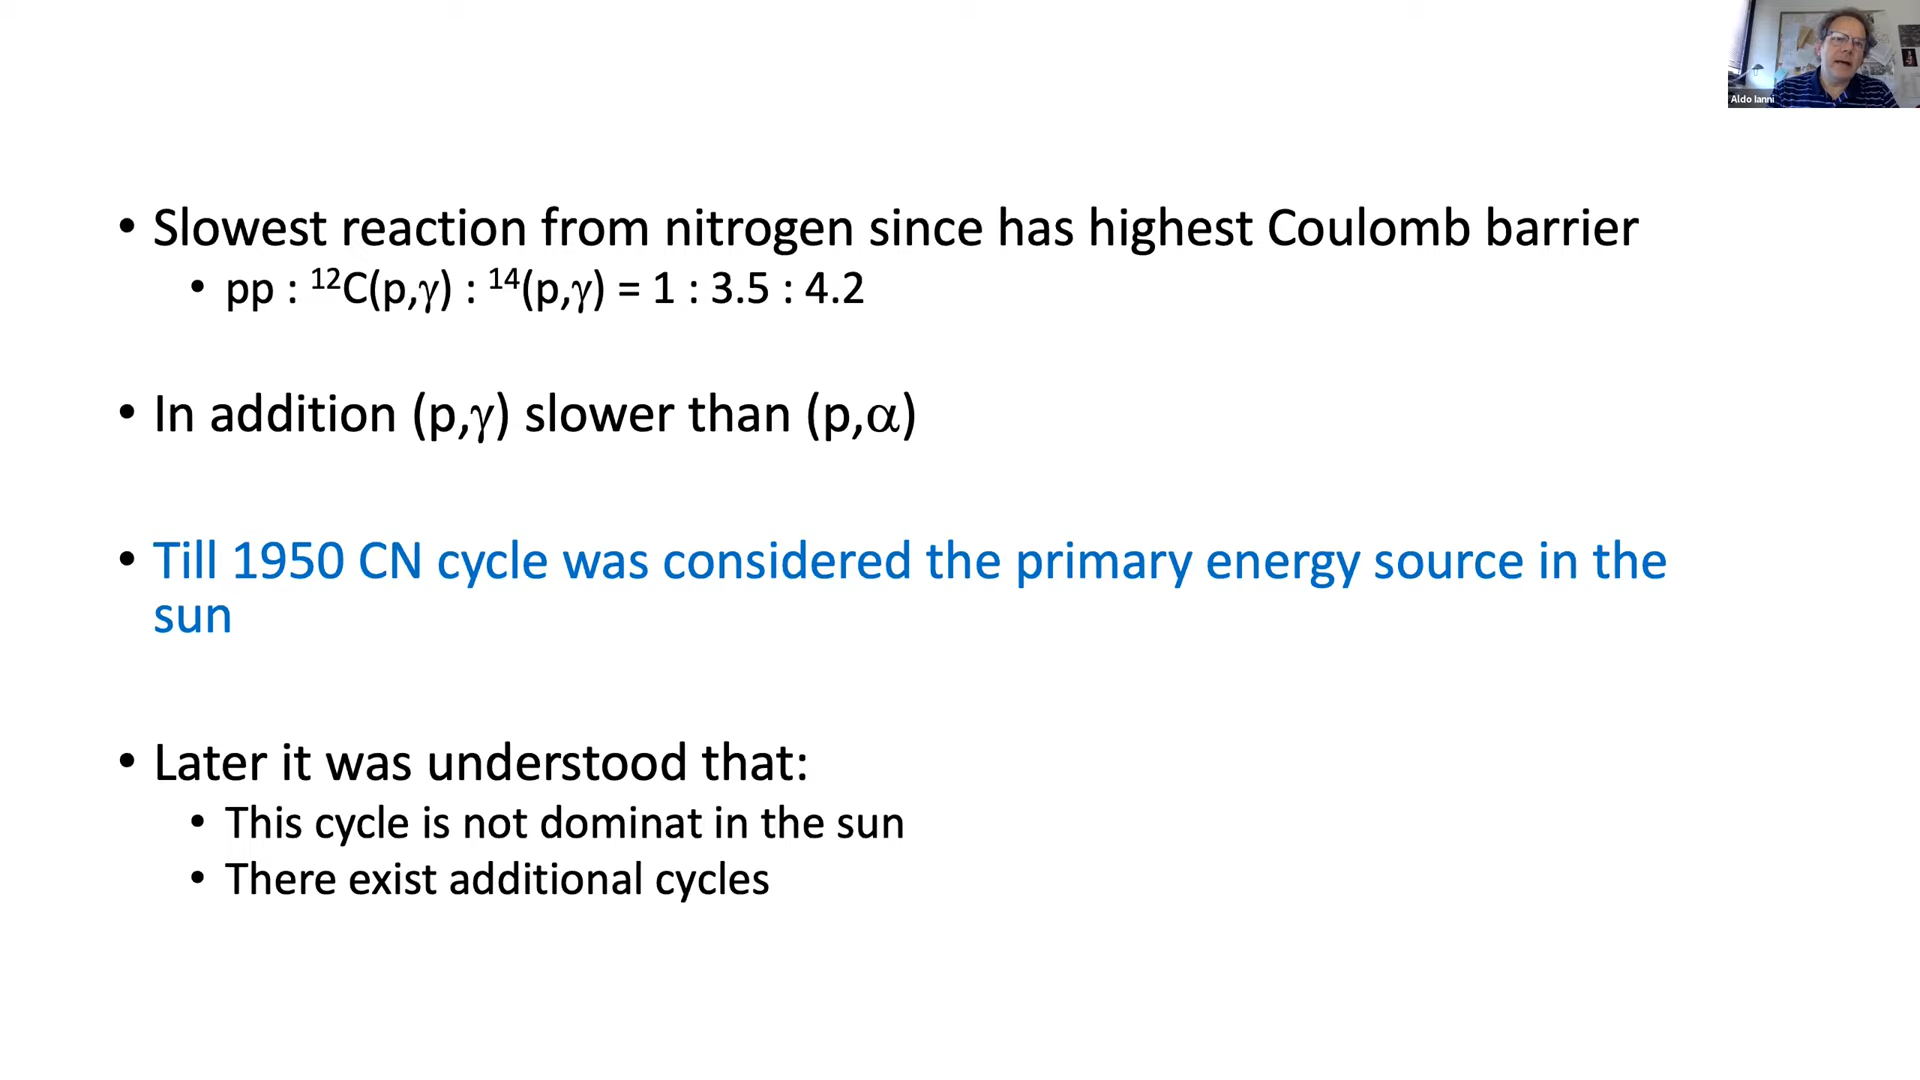 Aldo Ianni
• Slowest reaction from nitrogen since has highest Coulomb barrier
• pp : ¹²C(p,γ) : ¹⁴(p,γ) = 1 : 3.5 : 4.2
• In addition (p,γ) slower than (p,α)
• Till 1950 CN cycle was considered the primary energy source in the
sun
• Later it was understood that:
• This cycle is not dominat in the sun
• There exist additional cycles